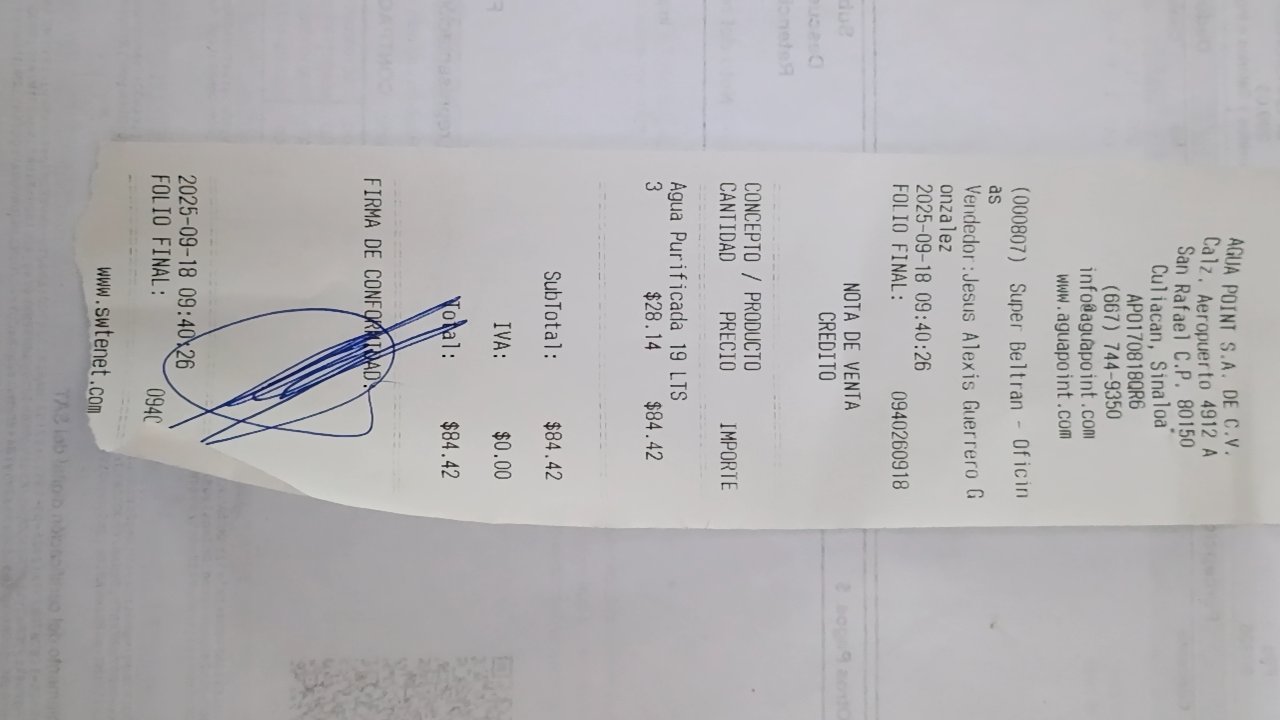 AGUA POINT S.A. DE C.V.
Calz. Aeropuerto 4912 A
San Rafael C.P. 80150
Culiacan, Sinaloa
APO170818QR6
(667) 744-9350
info@aguapoint.com
www.aguapoint.com
(000807) Super Beltran - Oficin
as
Vendedor:Jesus Alexis Guerrero G
onzalez
2025-09-18 09:40:26
FOLIO FINAL: 0940260918
NOTA DE VENTA
CREDITO
CONCEPTO / PRODUCTO
CANTIDAD PRECIO IMPORTE
Agua Purificada 19 LTS
3 $28.14 $84.42
SubTotal: $84.42
IVA: $0.00
Total: $84.42
FIRMA DE CONFORMIDAD:
2025-09-18 09:40:26
FOLIO FINAL: 094
www.swtenet.com